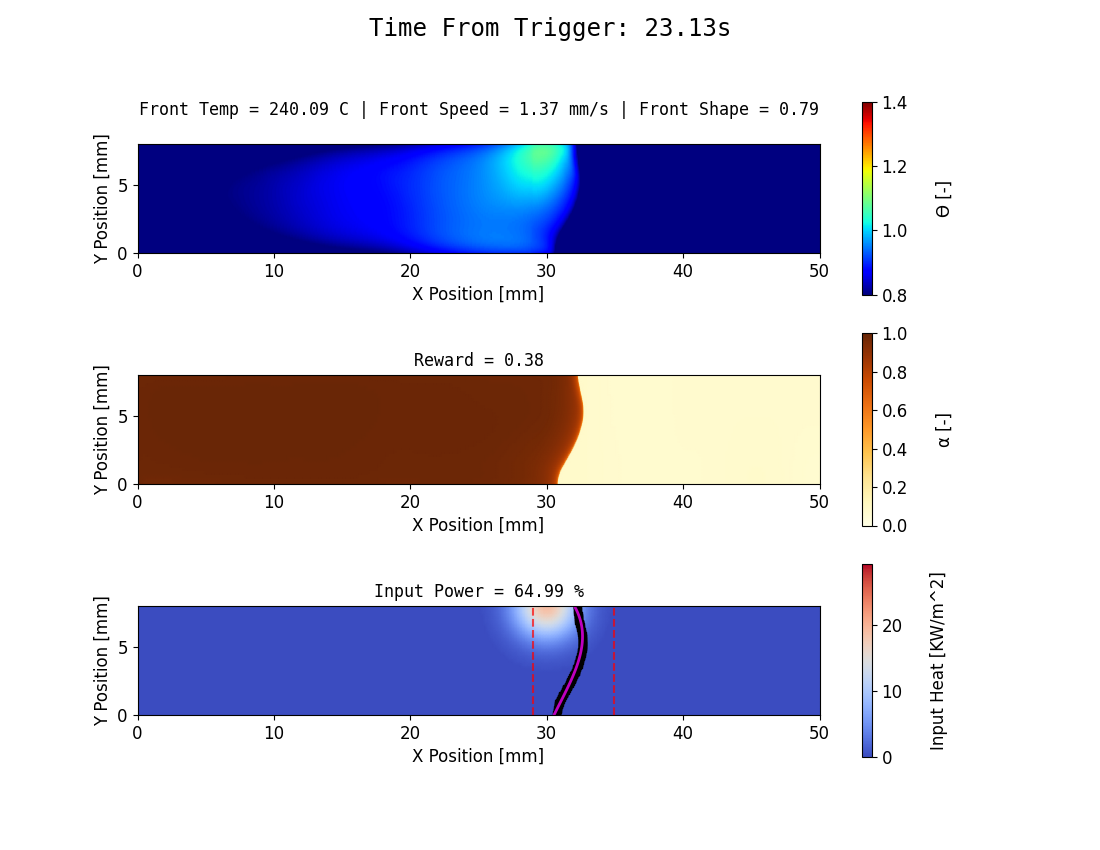 Time From Trigger: 23.13s
Front Temp = 240.09 C | Front Speed = 1.37 mm/s | Front Shape = 0.79
Y Position [mm]
5
0
0 10 20 30 40 50
X Position [mm]
1.4
1.2
1.0
0.8
Θ [-]
Reward = 0.38
Y Position [mm]
5
0
0 10 20 30 40 50
X Position [mm]
1.0
0.8
0.6
0.4
0.2
0.0
α [-]
Input Power = 64.99 %
Y Position [mm]
5
0
0 10 20 30 40 50
X Position [mm]
20
10
0
Input Heat [KW/m^2]